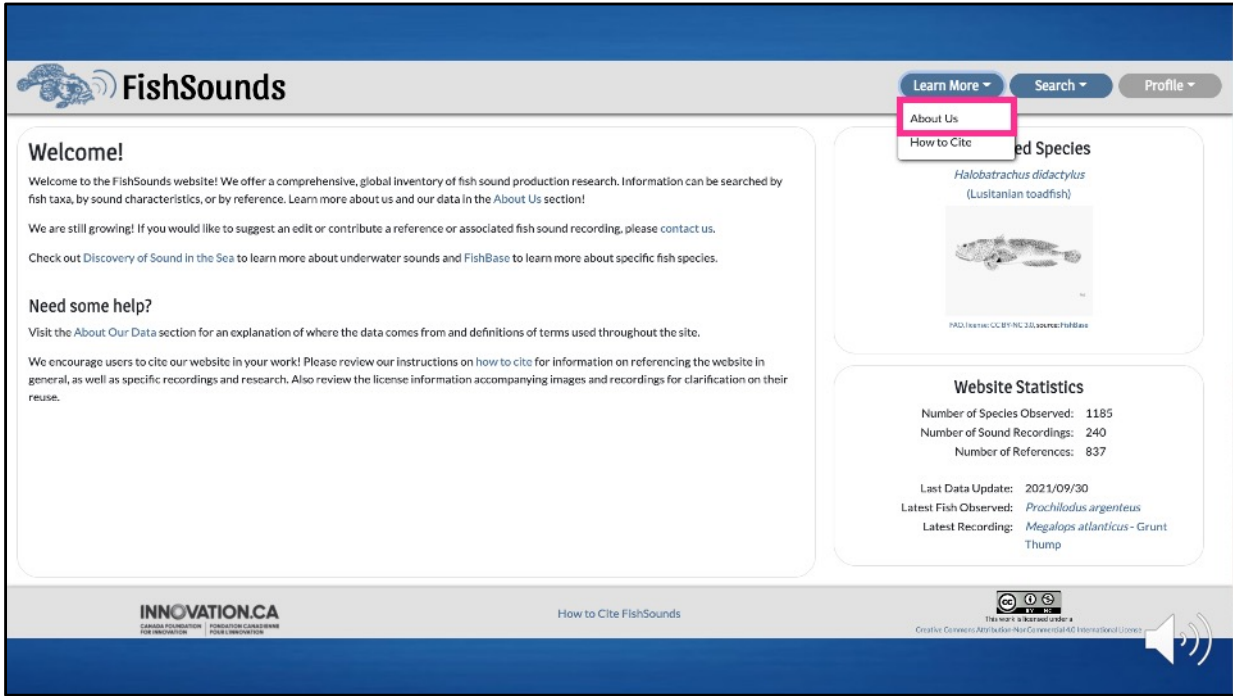 FishSounds
Learn More
Search
Profile
About Us
How to Cite
ed Species
Welcome!
Welcome to the FishSounds website! We offer a comprehensive, global inventory of fish sound production research. Information can be searched by
fish taxa, by sound characteristics, or by reference. Learn more about us and our data in the About Us section!
We are still growing! If you would like to suggest an edit or contribute a reference or associated fish sound recording, please contact us.
Check out Discovery of Sound in the Sea to learn more about underwater sounds and FishBase to learn more about specific fish species.
Need some help?
Visit the About Our Data section for an explanation of where the data comes from and definitions of terms used throughout the site.
We encourage users to cite our website in your work! Please review our instructions on how to cite for information on referencing the website in
general, as well as specific recordings and research. Also review the license information accompanying images and recordings for clarification on their
reuse.
Halobatrachus didactylus
(Lusitanian toadfish)
FAO, license: CC BY-NC 3.0, source: FishBase
Website Statistics
Number of Species Observed: 1185
Number of Sound Recordings: 240
Number of References: 837
Last Data Update: 2021/09/30
Latest Fish Observed: Prochilodus argenteus
Latest Recording: Megalops atlanticus - Grunt
Thump
INNOVATION.CA
CANADA FOUNDATION FOR INNOVATION
FONDATION CANADIENNE POUR L'INNOVATION
How to Cite FishSounds
cc
BY NC
This work is licensed under a
Creative Commons Attribution-Non Commercial 4.0 International License